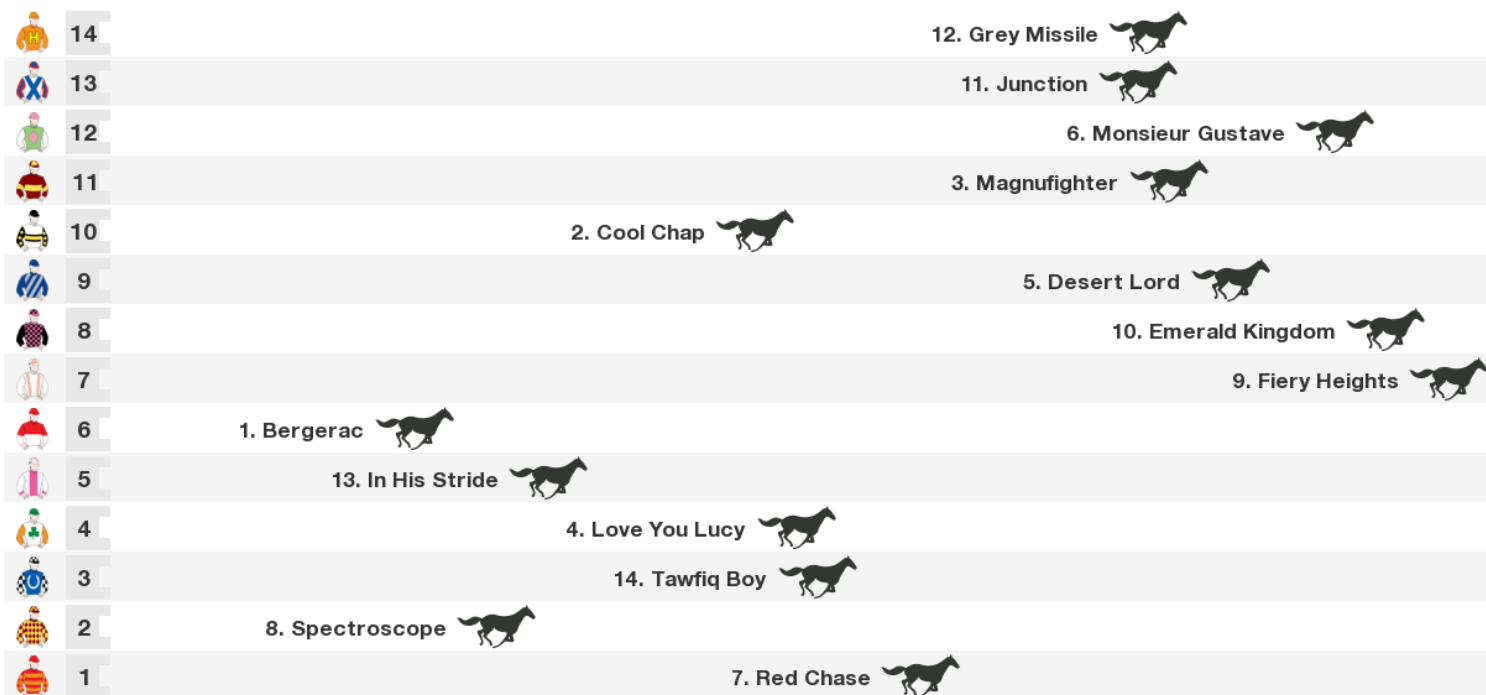 14 12. Grey Missile
13 11. Junction
12 6. Monsieur Gustave
11 3. Magnufighter
10 2. Cool Chap
9 5. Desert Lord
8 10. Emerald Kingdom
7 9. Fiery Heights
6 1. Bergerac
5 13. In His Stride
4 4. Love You Lucy
3 14. Tawfiq Boy
2 8. Spectroscope
1 7. Red Chase